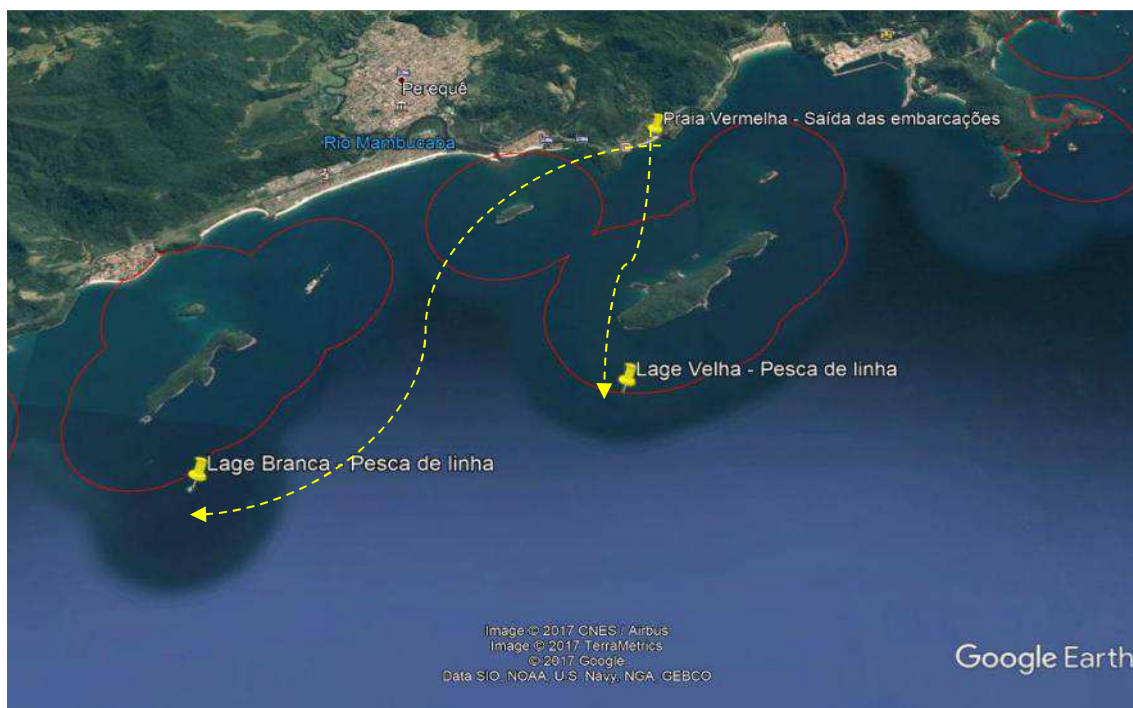 Perequê
Praia Vermelha - Saída das embarcações
Rio Mambucaba
Lage Velha - Pesca de linha
Lage Branca - Pesca de linha
Image © 2017 CNES / Airbus
Image © 2017 TerraMetrics
© 2017 Google
Data SIO, NOAA, U.S. Navy, NGA, GEBCO
Google Earth